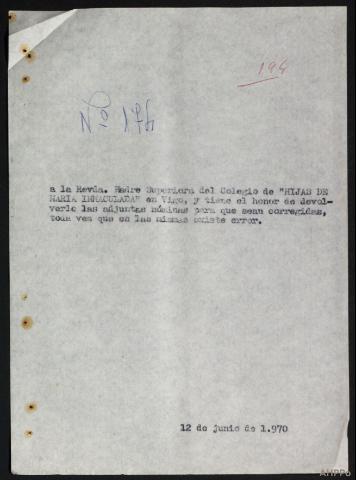 194
Nº 176
a la Revda. Madre Superiora del Colegio de "HIJAS DE
MARIA INMACULADA" en Vigo, y tiene el honor de devol-
verle las adjuntas nóminas para que sean corregidas,
toda vez que en las mismas existe error.
12 de junio de 1.970
AHPPO